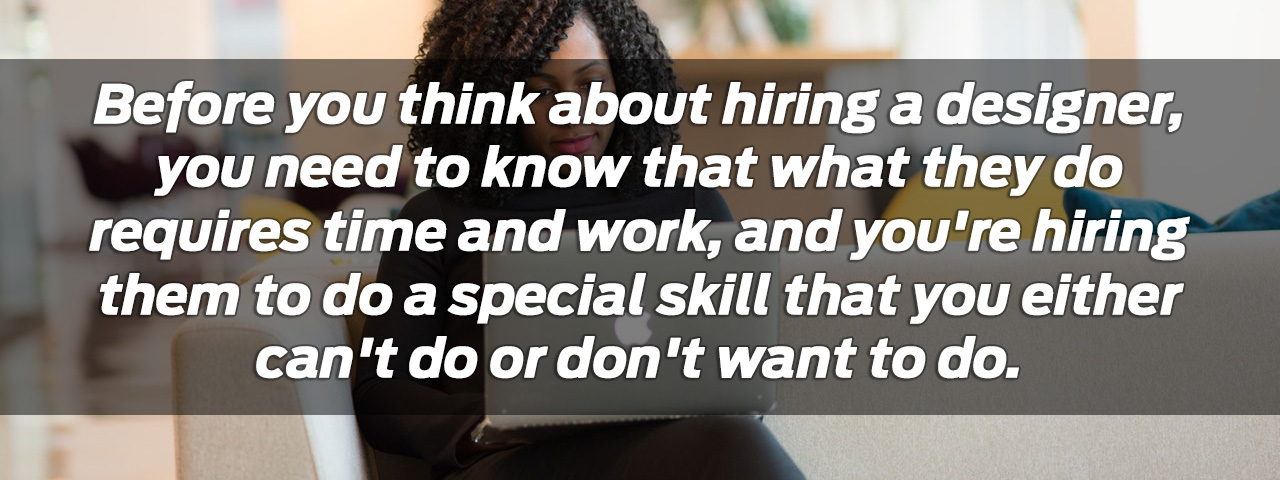 Before you think about hiring a designer,
you need to know that what they do
requires time and work, and you're hiring
them to do a special skill that you either
can't do or don't want to do.